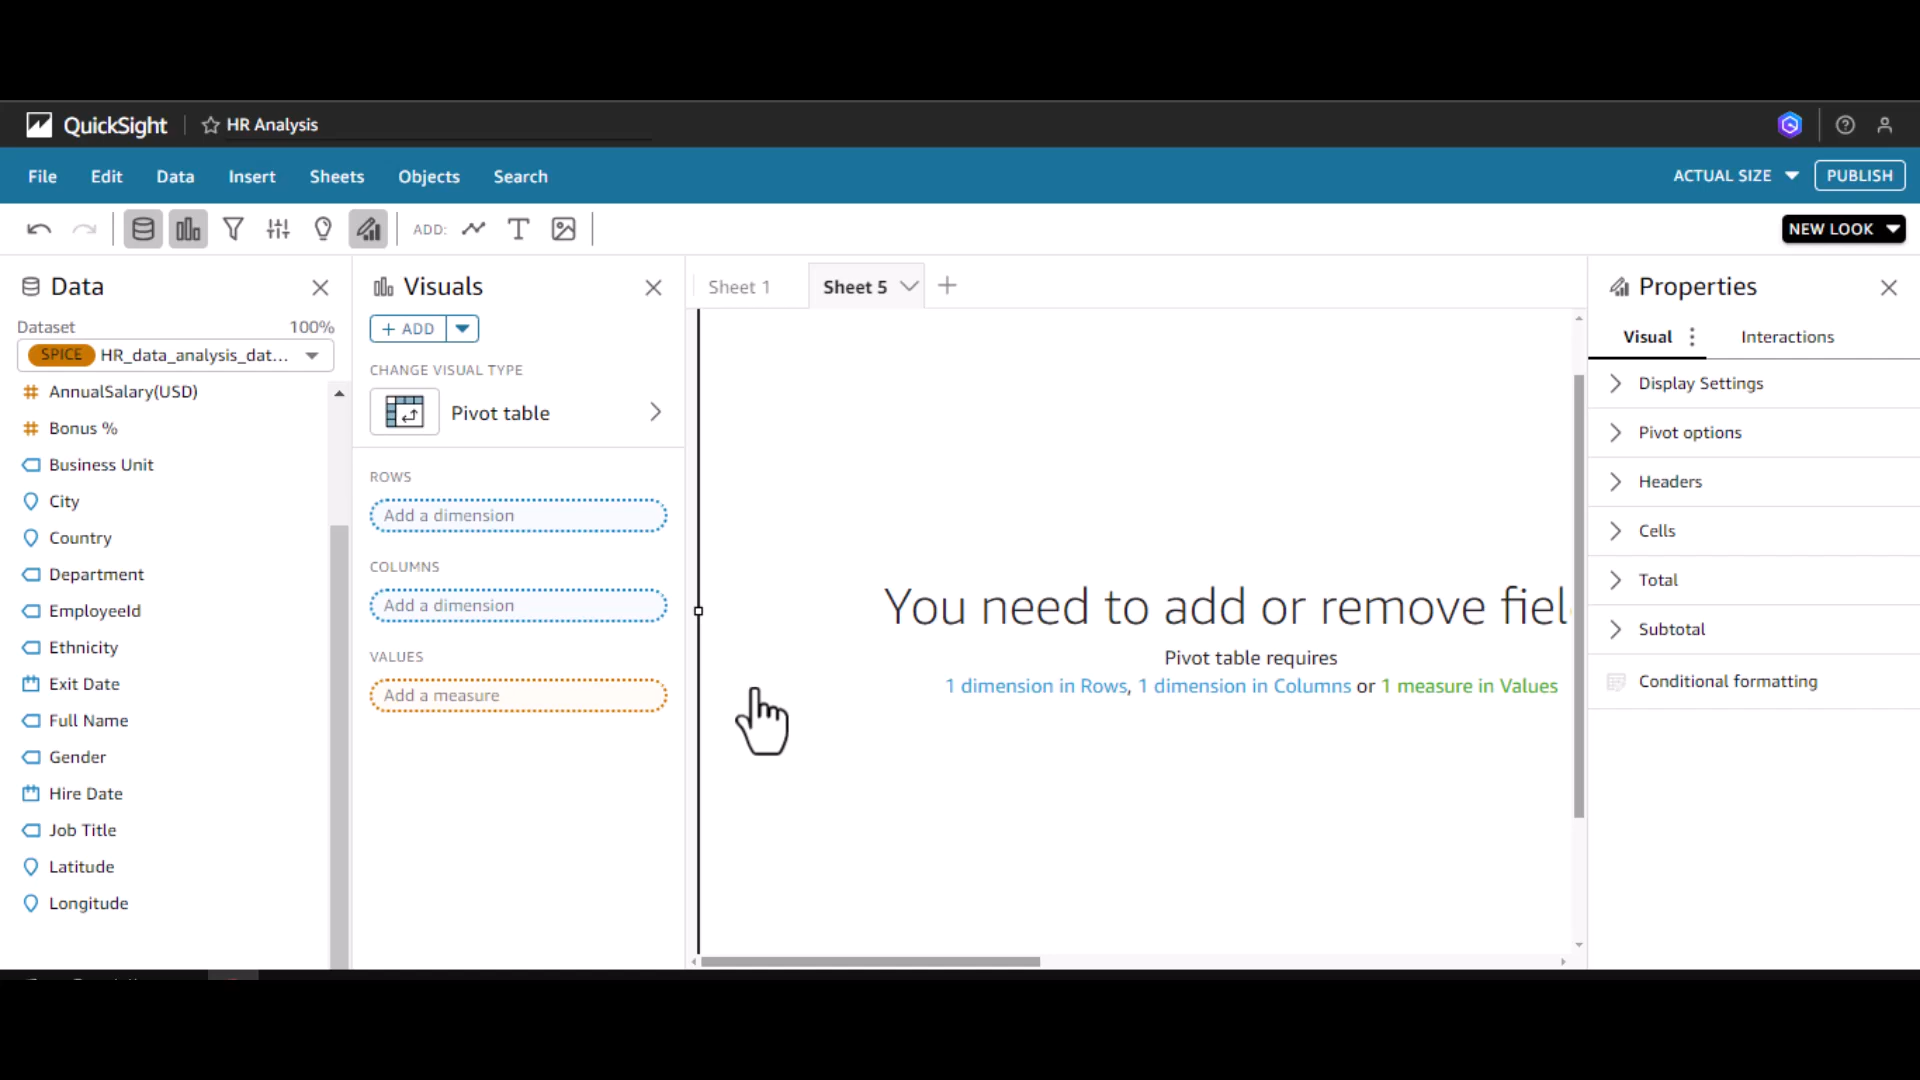 QuickSight
HR Analysis
File Edit Data Insert Sheets Objects Search
ACTUAL SIZE
PUBLISH
ADD:
NEW LOOK
Data
Dataset 100%
SPICE HR_data_analysis_dat...
AnnualSalary(USD)
Bonus %
Business Unit
City
Country
Department
EmployeeId
Ethnicity
Exit Date
Full Name
Gender
Hire Date
Job Title
Latitude
Longitude
Visuals
+ ADD
CHANGE VISUAL TYPE
Pivot table
ROWS
Add a dimension
COLUMNS
Add a dimension
VALUES
Add a measure
Sheet 1
Sheet 5
You need to add or remove fiel
Pivot table requires
1 dimension in Rows, 1 dimension in Columns or 1 measure in Values
Properties
Visual
Interactions
Display Settings
Pivot options
Headers
Cells
Total
Subtotal
Conditional formatting